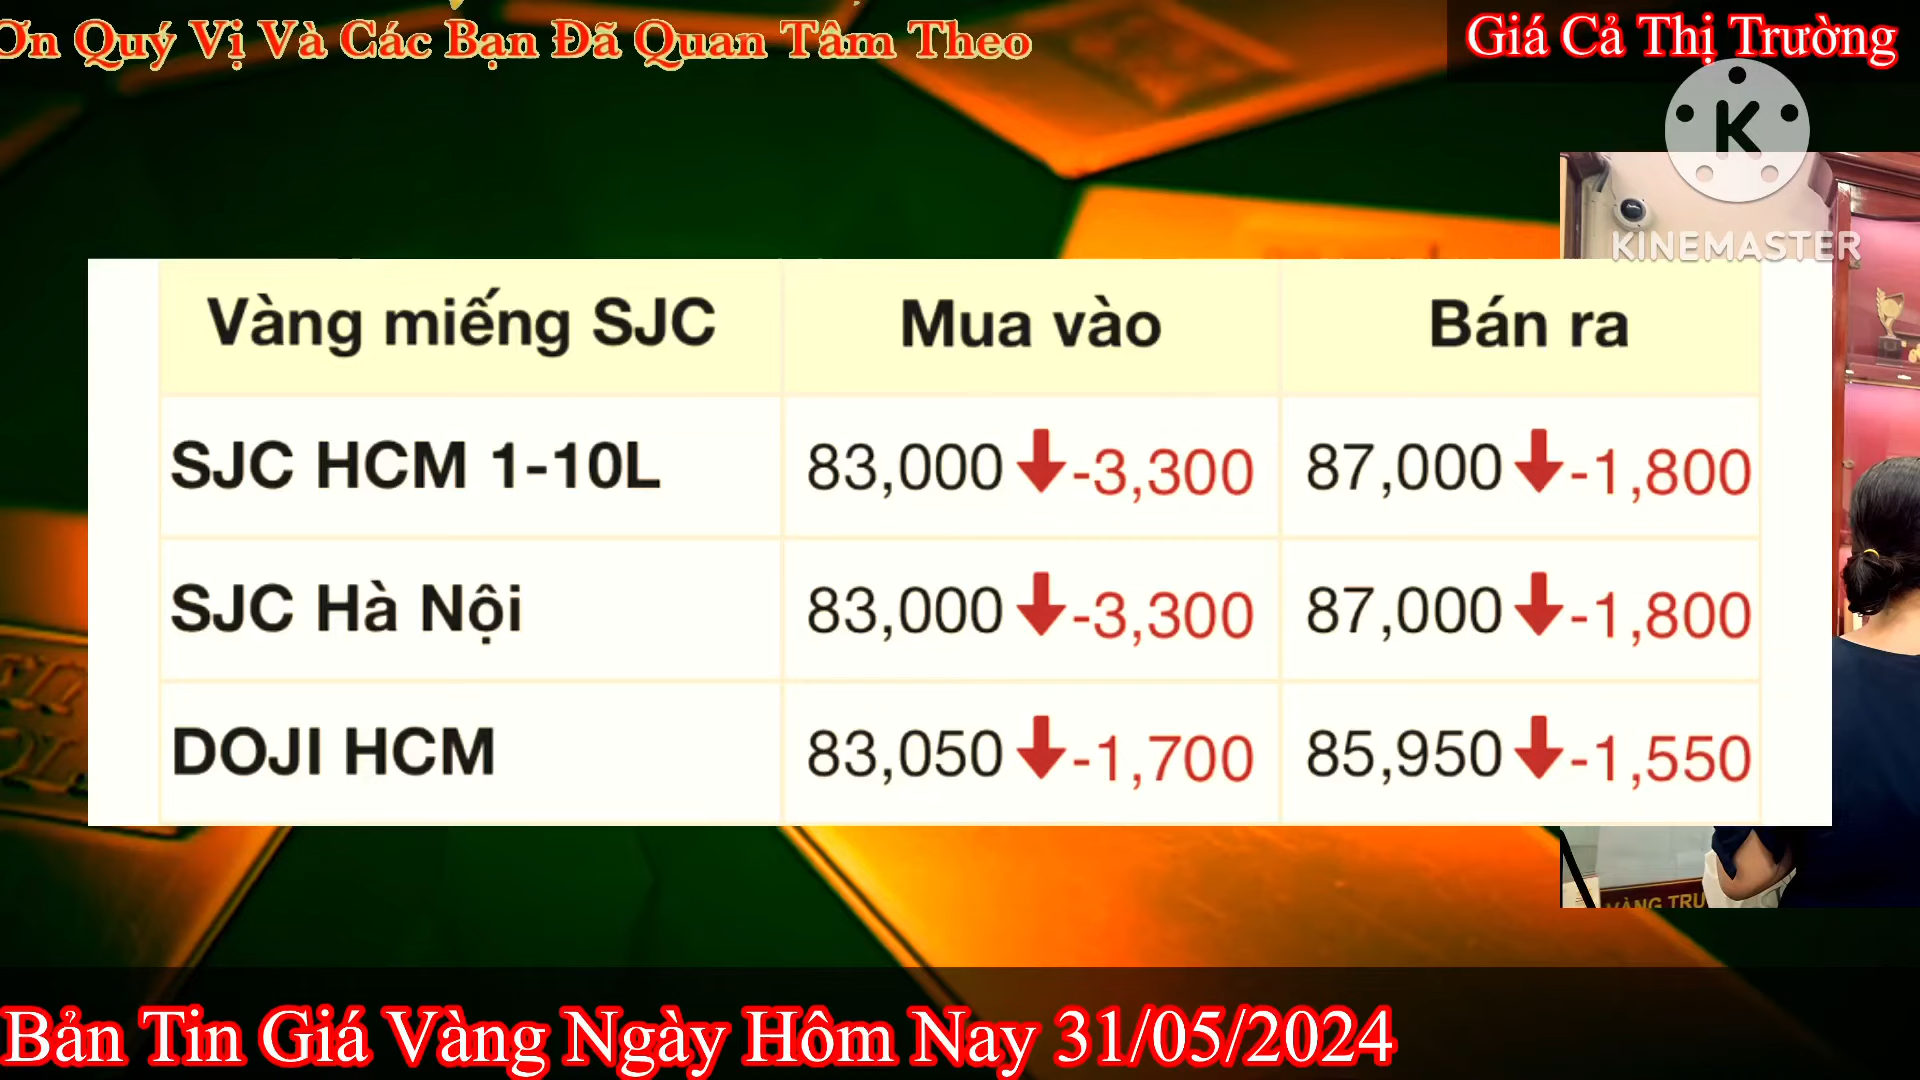 Ơn Quý Vị Và Các Bạn Đã Quan Tâm Theo
Giá Cả Thị Trường
K
KINEMASTER
Vàng miếng SJC Mua vào Bán ra
SJC HCM 1-10L 83,000 -3,300 87,000 -1,800
SJC Hà Nội 83,000 -3,300 87,000 -1,800
DOJI HCM 83,050 -1,700 85,950 -1,550
VÀNG
Bản Tin Giá Vàng Ngày Hôm Nay 31/05/2024